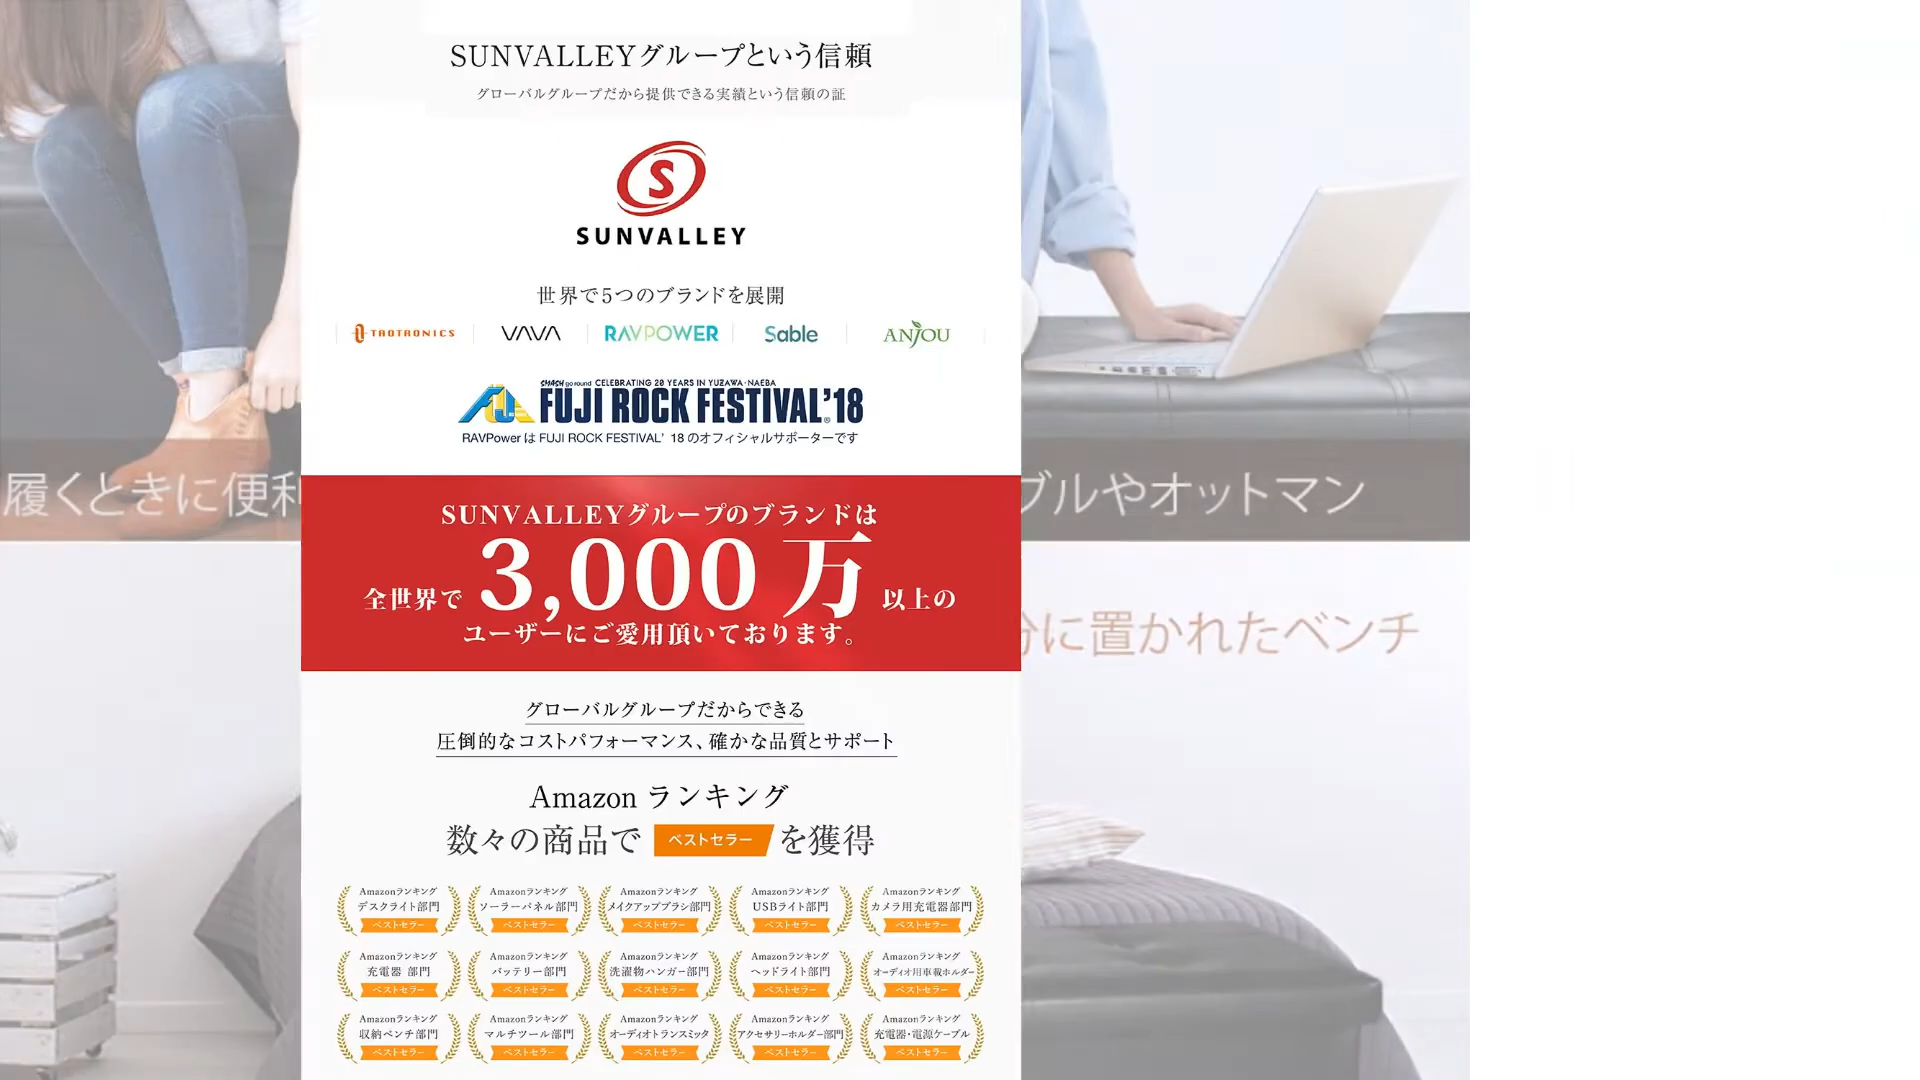 SUNVALLEYグループという信頼
グローバルグループだから提供できる実績という信頼の証
S
SUNVALLEY
世界で5つのブランドを展開
TAOTRONICS
VAVA
RAVPOWER
Sable
ANJOU
SMASH go round CELEBRATING 20 YEARS IN YUZAWA・NAEBA
FUJI ROCK FESTIVAL'18
RAVPower は FUJI ROCK FESTIVAL' 18 のオフィシャルサポーターです
履くときに便利
ブルやオットマン
SUNVALLEYグループのブランドは
全世界で 3,000万 以上の
ユーザーにご愛用頂いております。
に置かれたベンチ
グローバルグループだからできる
圧倒的なコストパフォーマンス、確かな品質とサポート
Amazon ランキング
数々の商品で ベストセラー を獲得
Amazonランキング
デスクライト部門
ベストセラー
Amazonランキング
ソーラーパネル部門
ベストセラー
Amazonランキング
メイクアップブラシ部門
ベストセラー
Amazonランキング
USBライト部門
ベストセラー
Amazonランキング
カメラ用充電器部門
ベストセラー
Amazonランキング
充電器 部門
ベストセラー
Amazonランキング
バッテリー部門
ベストセラー
Amazonランキング
洗濯物ハンガー部門
ベストセラー
Amazonランキング
ヘッドライト部門
ベストセラー
Amazonランキング
オーディオ用車載ホルダー
ベストセラー
Amazonランキング
収納ベンチ部門
ベストセラー
Amazonランキング
マルチツール部門
ベストセラー
Amazonランキング
オーディオトランスミッタ
ベストセラー
Amazonランキング
アクセサリーホルダー部門
ベストセラー
Amazonランキング
充電器・電源ケーブル
ベストセラー